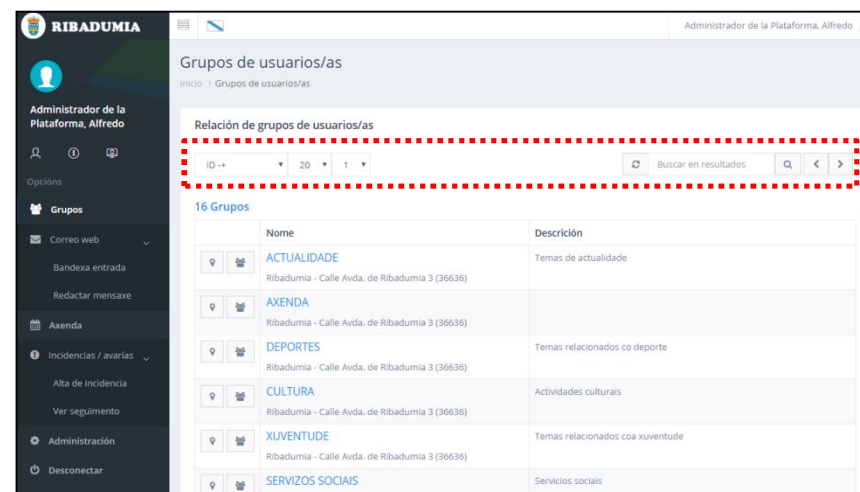 RIBADUMIA
Administrador de la Plataforma, Alfredo
Administrador de la
Plataforma, Alfredo
Opcións
Grupos
Correo web
Bandexa entrada
Redactar mensaxe
Axenda
Incidencias / avarías
Alta de incidencia
Ver seguimento
Administración
Desconectar
Grupos de usuarios/as
Inicio > Grupos de usuarios/as
Relación de grupos de usuarios/as
ID 20 1 Buscar en resultados
16 Grupos
Nome Descrición
ACTUALIDADE Temas de actualidade
Ribadumia - Calle Avda. de Ribadumia 3 (36636)
AXENDA
Ribadumia - Calle Avda. de Ribadumia 3 (36636)
DEPORTES Temas relacionados co deporte
Ribadumia - Calle Avda. de Ribadumia 3 (36636)
CULTURA Actividades culturais
Ribadumia - Calle Avda. de Ribadumia 3 (36636)
XUVENTUDE Temas relacionados coa xuventude
Ribadumia - Calle Avda. de Ribadumia 3 (36636)
SERVIZOS SOCIAIS Servicios sociais